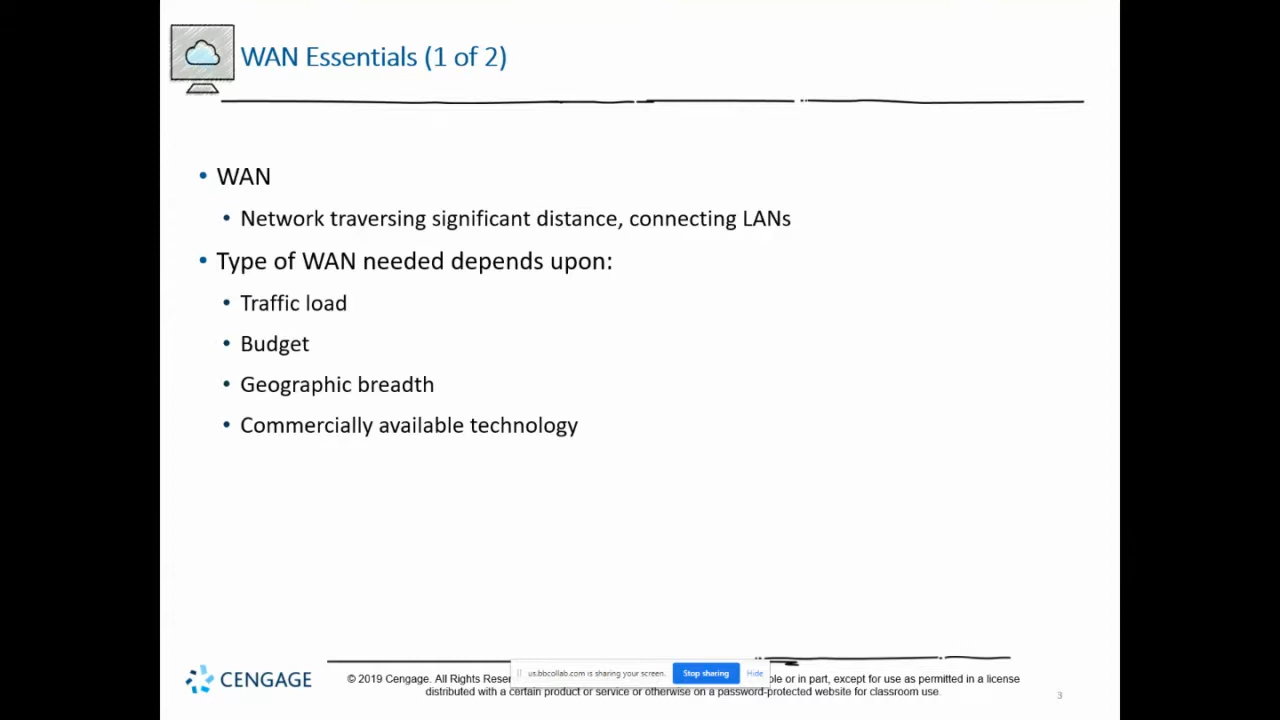 WAN Essentials (1 of 2)
• WAN
• Network traversing significant distance, connecting LANs
• Type of WAN needed depends upon:
• Traffic load
• Budget
• Geographic breadth
• Commercially available technology
CENGAGE
© 2019 Cengage. All Rights Rese
us.bbcollab.com is sharing your screen.
Stop sharing
Hide
ole or in part, except for use as permitted in a license
distributed with a certain product or service or otherwise on a password-protected website for classroom use.
3